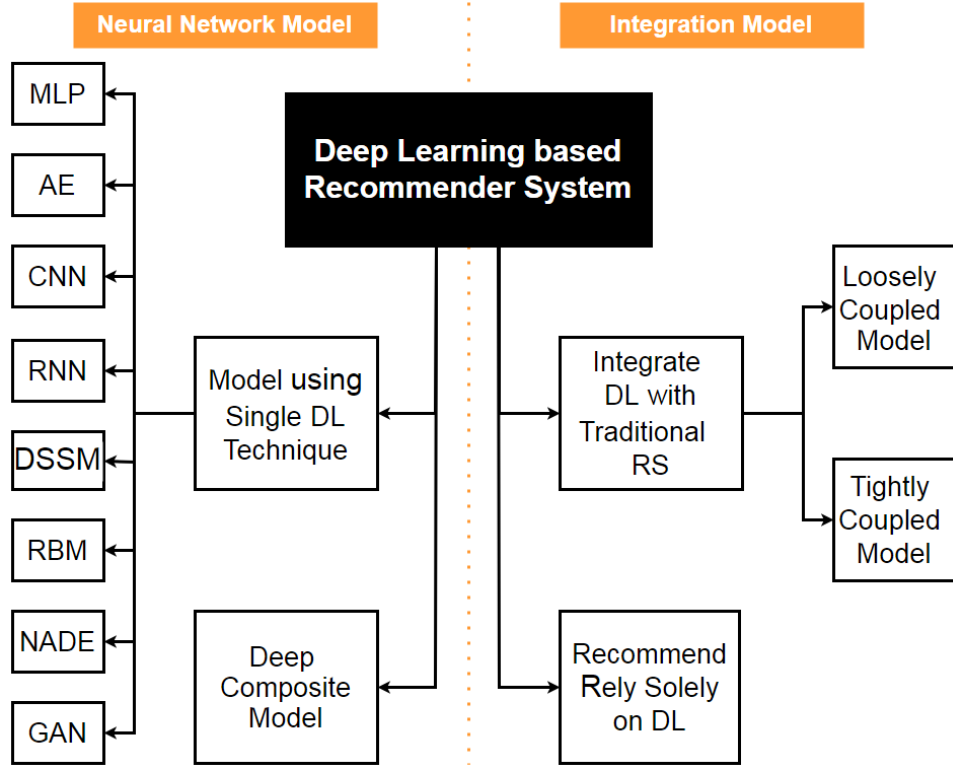 Neural Network Model
Integration Model
Deep Learning based
Recommender System
MLP
AE
CNN
RNN
DSSM
RBM
NADE
GAN
Model using
Single DL
Technique
Deep
Composite
Model
Integrate
DL with
Traditional
RS
Recommend
Rely Solely
on DL
Loosely
Coupled
Model
Tightly
Coupled
Model